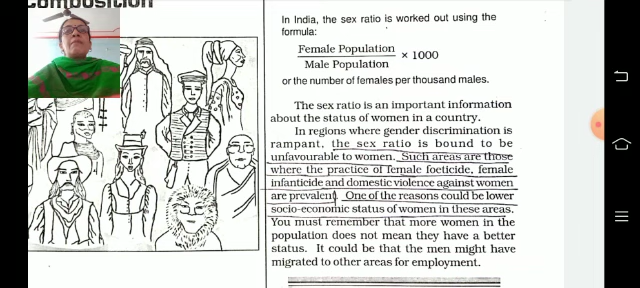 Composition
In India, the sex ratio is worked out using the
formula:
Female Population
Male Population
× 1000
or the number of females per thousand males.
The sex ratio is an important information
about the status of women in a country.
In regions where gender discrimination is
rampant, the sex ratio is bound to be
unfavourable to women. Such areas are those
where the practice of female foeticide, female
infanticide and domestic violence against women
are prevalent. One of the reasons could be lower
socio-economic status of women in these areas.
You must remember that more women in the
population does not mean they have a better
status. It could be that the men might have
migrated to other areas for employment.